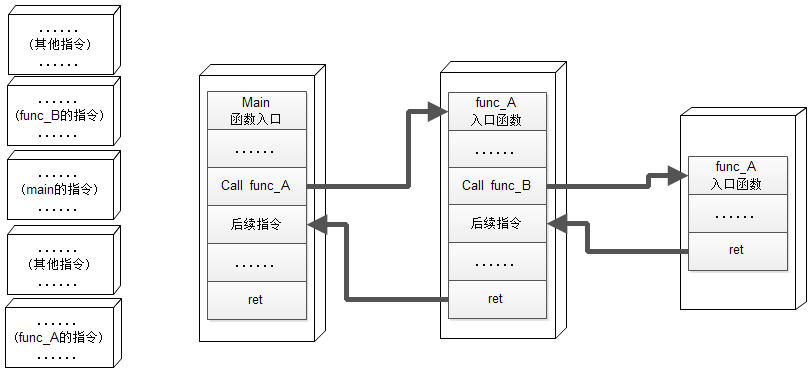 ......
(其他指令)
......
......
(func_B的指令)
......
......
(main的指令)
......
......
(其他指令)
......
......
(func_A的指令)
......
Main
函数入口
......
Call func_A
后续指令
......
ret
func_A
入口函数
......
Call func_B
后续指令
......
ret
func_A
入口函数
......
ret